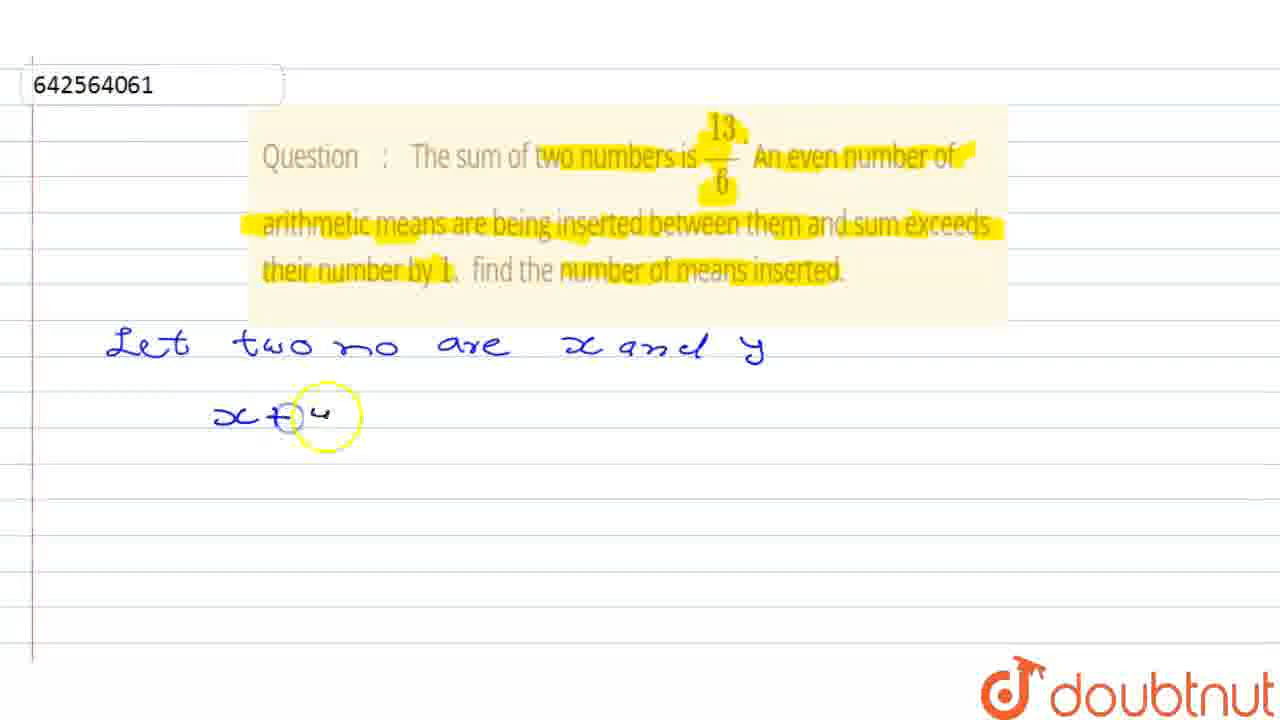 642564061
Question : The sum of two numbers is 13/6. An even number of
arithmetic means are being inserted between them and sum exceeds
their number by 1. find the number of means inserted.
Let two no are x and y
x +
doubtnut